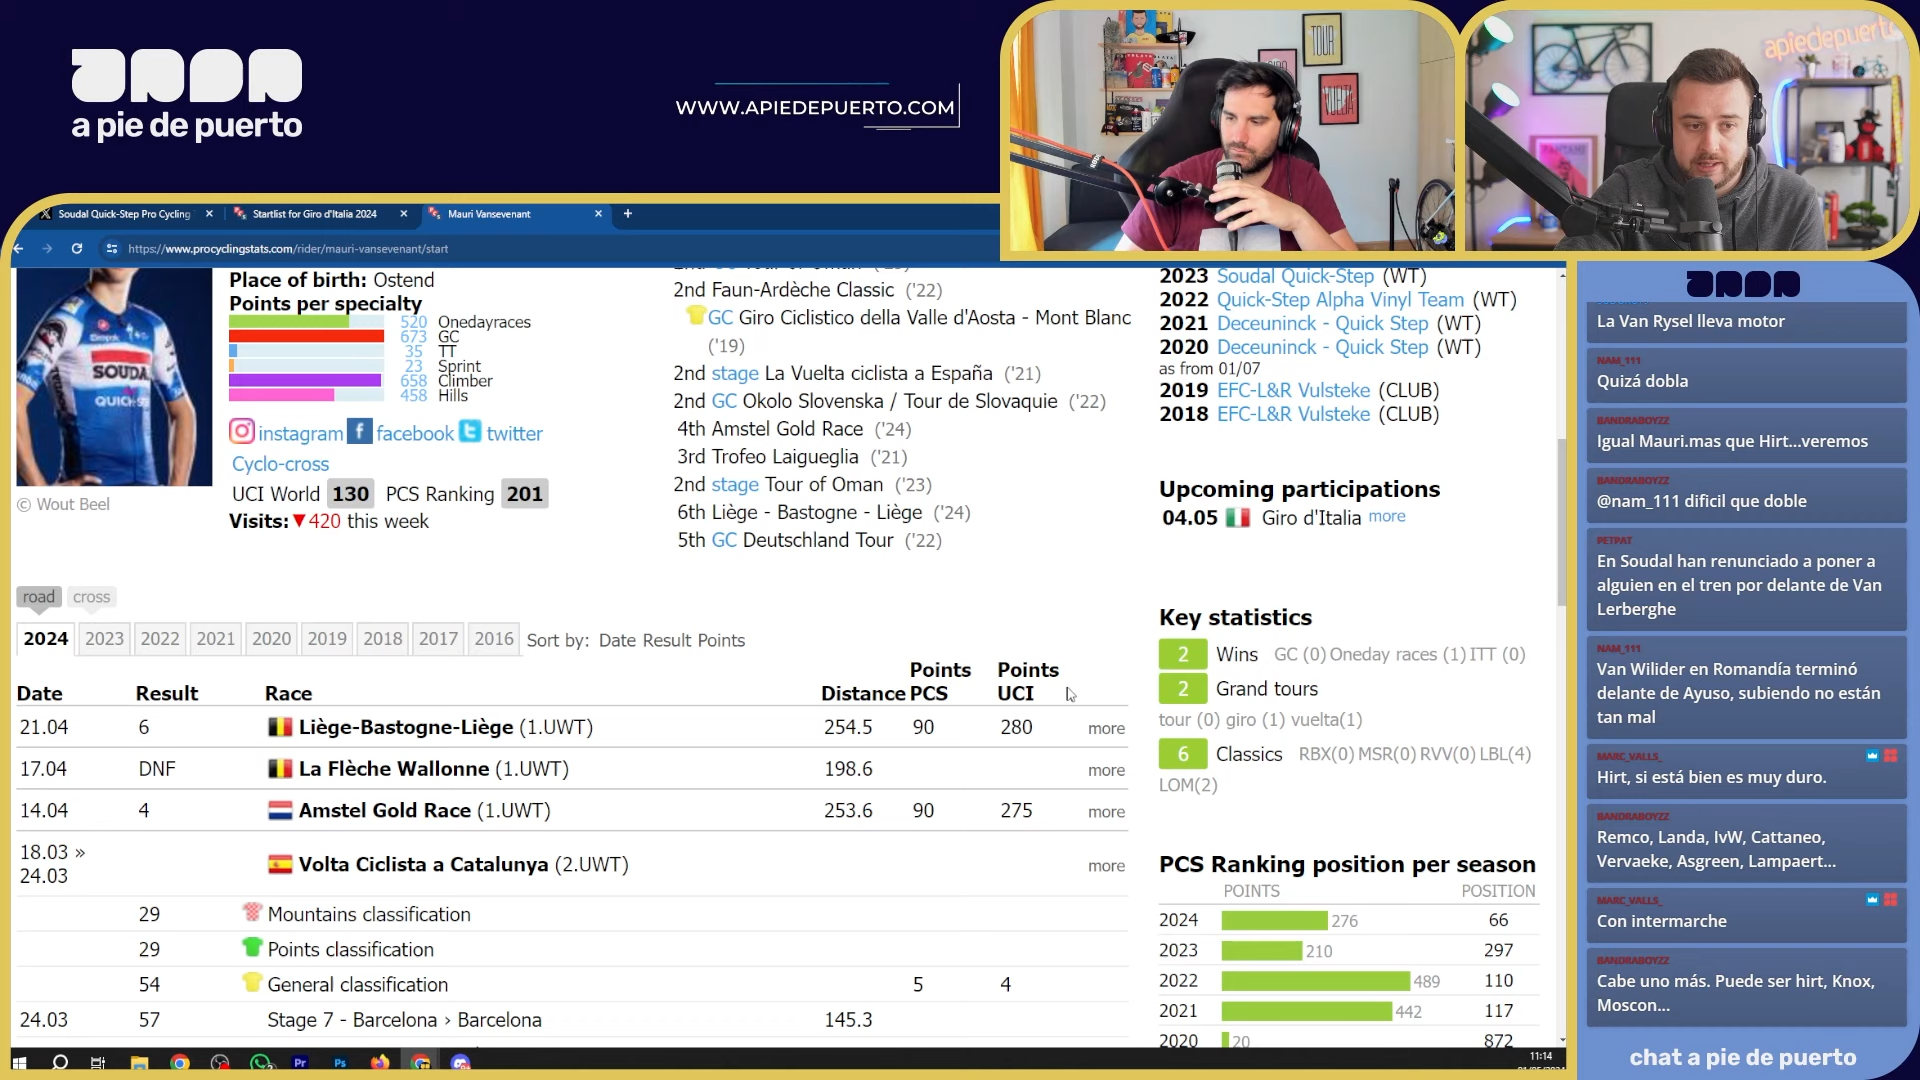 a pie de puerto
WWW.APIEDEPUERTO.COM
TOUR
GIRO
VUELTA
apiedepuerto
PANTANI
Soudal Quick-Step Pro Cycling
Startlist for Giro d'Italia 2024
Mauri Vansevenant
https://www.procyclingstats.com/rider/mauri-vansevenant/start
SOUDAL
QUICK-STEP
© Wout Beel
Place of birth: Ostend
Points per specialty
520 Onedayraces
673 GC
35 TT
23 Sprint
658 Climber
458 Hills
instagram facebook twitter
Cyclo-cross
UCI World 130 PCS Ranking 201
Visits: ▼420 this week
2nd Faun-Ardèche Classic ('22)
GC Giro Ciclistico della Valle d'Aosta - Mont Blanc
('19)
2nd stage La Vuelta ciclista a España ('21)
2nd GC Okolo Slovenska / Tour de Slovaquie ('22)
4th Amstel Gold Race ('24)
3rd Trofeo Laigueglia ('21)
2nd stage Tour of Oman ('23)
6th Liège - Bastogne - Liège ('24)
5th GC Deutschland Tour ('22)
2023 Soudal Quick-Step (WT)
2022 Quick-Step Alpha Vinyl Team (WT)
2021 Deceuninck - Quick Step (WT)
2020 Deceuninck - Quick Step (WT)
as from 01/07
2019 EFC-L&R Vulsteke (CLUB)
2018 EFC-L&R Vulsteke (CLUB)
Upcoming participations
04.05 Giro d'Italia more
road cross
2024 2023 2022 2021 2020 2019 2018 2017 2016 Sort by: Date Result Points
Date Result Race Distance Points PCS Points UCI
21.04 6 Liège-Bastogne-Liège (1.UWT) 254.5 90 280 more
17.04 DNF La Flèche Wallonne (1.UWT) 198.6 more
14.04 4 Amstel Gold Race (1.UWT) 253.6 90 275 more
18.03 » 24.03 Volta Ciclista a Catalunya (2.UWT) more
29 Mountains classification
29 Points classification
54 General classification 5 4
24.03 57 Stage 7 - Barcelona › Barcelona 145.3
Key statistics
2 Wins GC (0) Oneday races (1) ITT (0)
2 Grand tours
tour (0) giro (1) vuelta(1)
6 Classics RBX(0) MSR(0) RVV(0) LBL(4)
LOM(2)
PCS Ranking position per season
POINTS POSITION
2024 276 66
2023 210 297
2022 489 110
2021 442 117
2020 20 872
11:14
La Van Rysel lleva motor
NAM_111
Quizá dobla
BANDRABOYZZ
Igual Mauri.mas que Hirt...veremos
BANDRABOYZZ
@nam_111 dificil que doble
PETPAT
En Soudal han renunciado a poner a
alguien en el tren por delante de Van
Lerberghe
NAM_111
Van Wilider en Romandía terminó
delante de Ayuso, subiendo no están
tan mal
MARC_VALLS_
Hirt, si está bien es muy duro.
BANDRABOYZZ
Remco, Landa, IvW, Cattaneo,
Vervaeke, Asgreen, Lampaert...
MARC_VALLS_
Con intermarche
BANDRABOYZZ
Cabe uno más. Puede ser hirt, Knox,
Moscon...
chat a pie de puerto